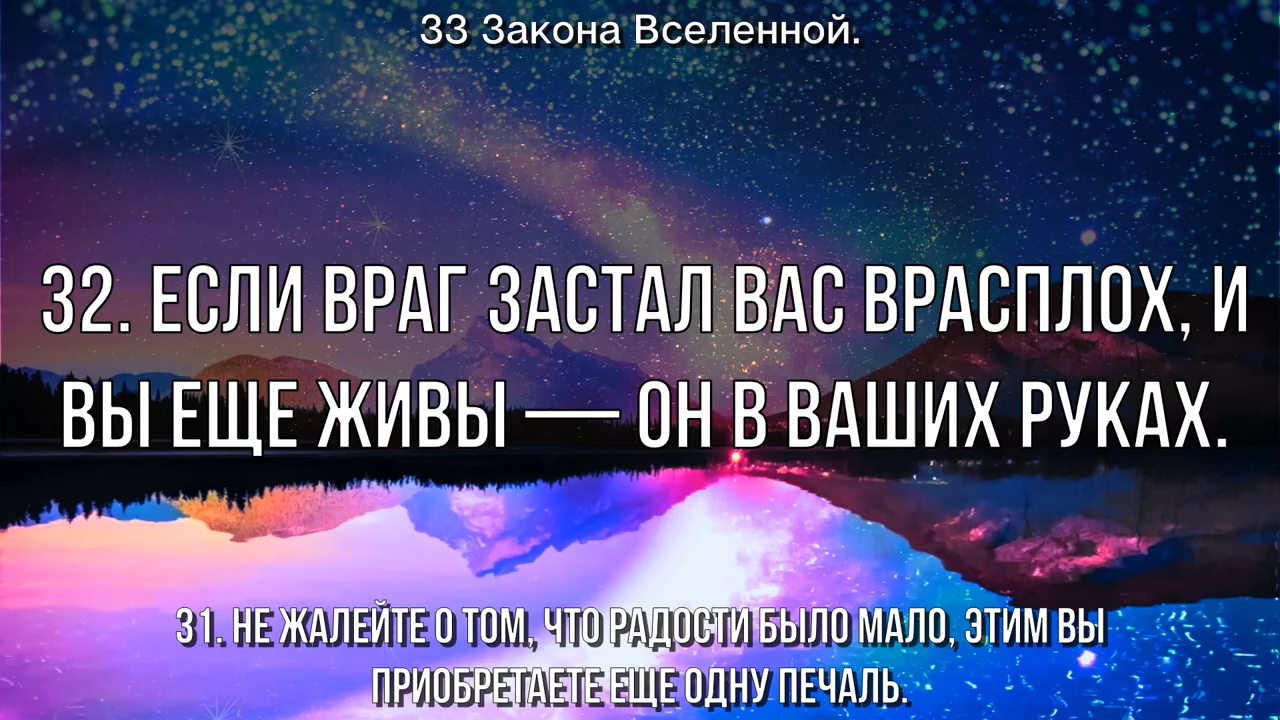 33 Закона Вселенной.
32. ЕСЛИ ВРАГ ЗАСТАЛ ВАС ВРАСПЛОХ, И
ВЫ ЕЩЕ ЖИВЫ — ОН В ВАШИХ РУКАХ.
31. НЕ ЖАЛЕЙТЕ О ТОМ, ЧТО РАДОСТИ БЫЛО МАЛО, ЭТИМ ВЫ
ПРИОБРЕТАЕТЕ ЕЩЕ ОДНУ ПЕЧАЛЬ.